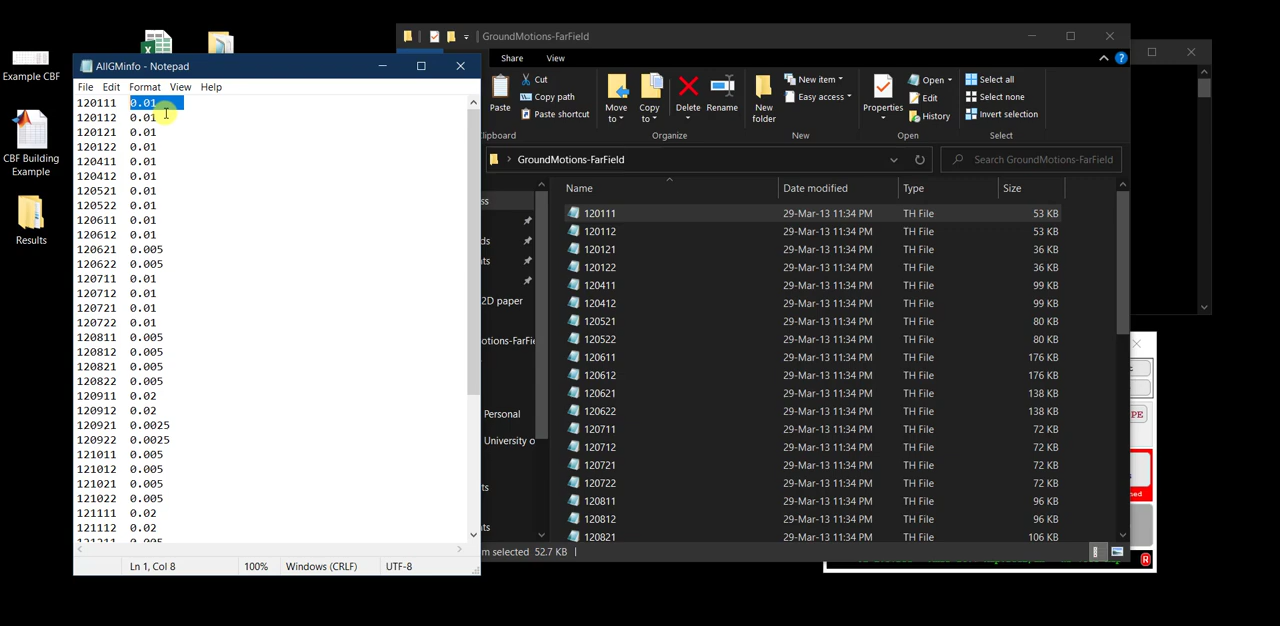 Example CBF
CBF Building
Example
Results
AllGMinfo - Notepad
File Edit Format View Help
120111 0.01
120112 0.01
120121 0.01
120122 0.01
120411 0.01
120412 0.01
120521 0.01
120522 0.01
120611 0.01
120612 0.01
120621 0.005
120622 0.005
120711 0.01
120712 0.01
120721 0.01
120722 0.01
120811 0.005
120812 0.005
120821 0.005
120822 0.005
120911 0.02
120912 0.02
120921 0.0025
120922 0.0025
121011 0.005
121012 0.005
121021 0.005
121022 0.005
121111 0.02
121112 0.02
121211 0.005
Ln 1, Col 8 100% Windows (CRLF) UTF-8
GroundMotions-FarField
Share View
Paste
Cut
Copy path
Paste shortcut
Clipboard
Move
to
Copy
to
Delete
Rename
Organize
New
folder
New item
Easy access
New
Properties
Open
Edit
History
Open
Select all
Select none
Invert selection
Select
GroundMotions-FarField
Search GroundMotions-FarField
ss
ds
nts
ts
2D paper
otions-FarFie
Personal
University o
ts
nts
Name Date modified Type Size
120111 29-Mar-13 11:34 PM TH File 53 KB
120112 29-Mar-13 11:34 PM TH File 53 KB
120121 29-Mar-13 11:34 PM TH File 36 KB
120122 29-Mar-13 11:34 PM TH File 36 KB
120411 29-Mar-13 11:34 PM TH File 99 KB
120412 29-Mar-13 11:34 PM TH File 99 KB
120521 29-Mar-13 11:34 PM TH File 80 KB
120522 29-Mar-13 11:34 PM TH File 80 KB
120611 29-Mar-13 11:34 PM TH File 176 KB
120612 29-Mar-13 11:34 PM TH File 176 KB
120621 29-Mar-13 11:34 PM TH File 138 KB
120622 29-Mar-13 11:34 PM TH File 138 KB
120711 29-Mar-13 11:34 PM TH File 72 KB
120712 29-Mar-13 11:34 PM TH File 72 KB
120721 29-Mar-13 11:34 PM TH File 72 KB
120722 29-Mar-13 11:34 PM TH File 72 KB
120811 29-Mar-13 11:34 PM TH File 96 KB
120812 29-Mar-13 11:34 PM TH File 96 KB
120821 29-Mar-13 11:34 PM TH File 106 KB
m selected 52.7 KB
PE
ned
R